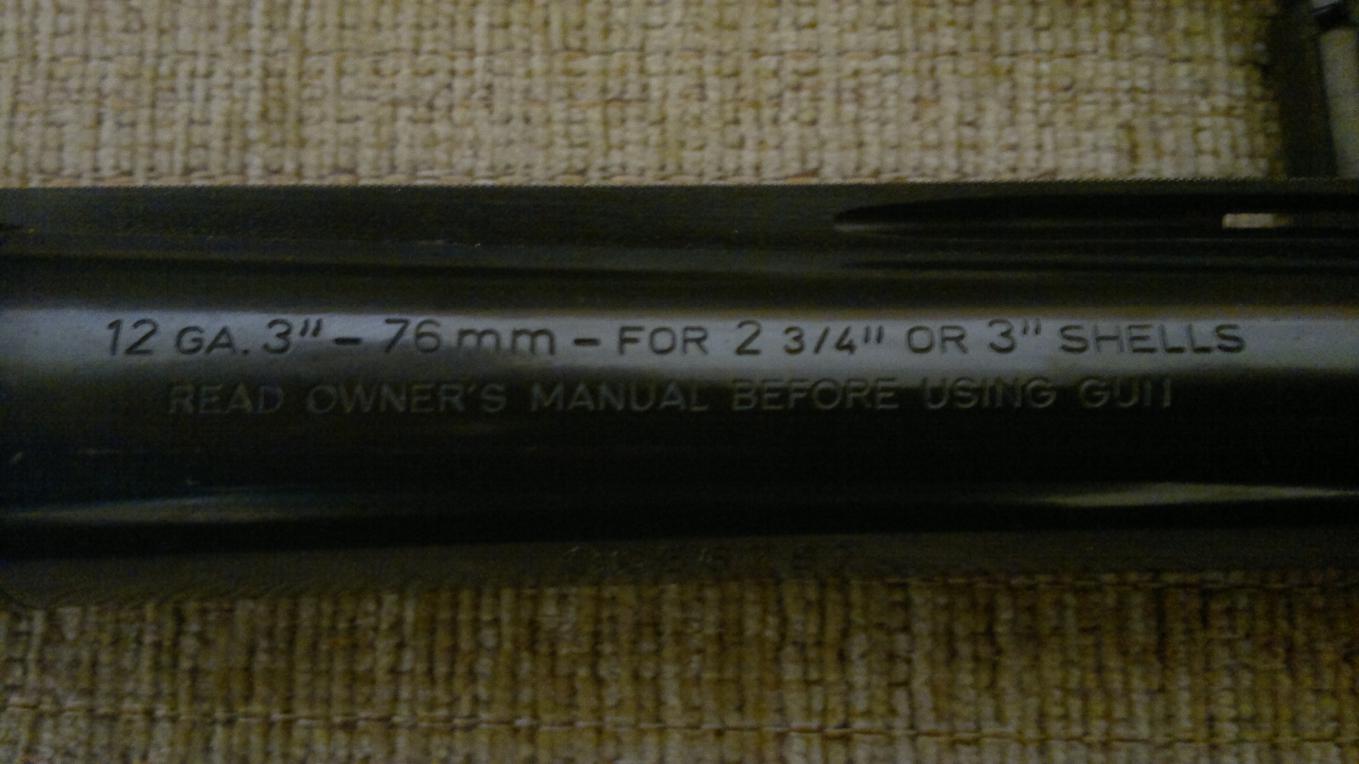 12 GA. 3" – 76 mm – FOR 2 3/4" OR 3" SHELLS
READ OWNER'S MANUAL BEFORE USING GUN